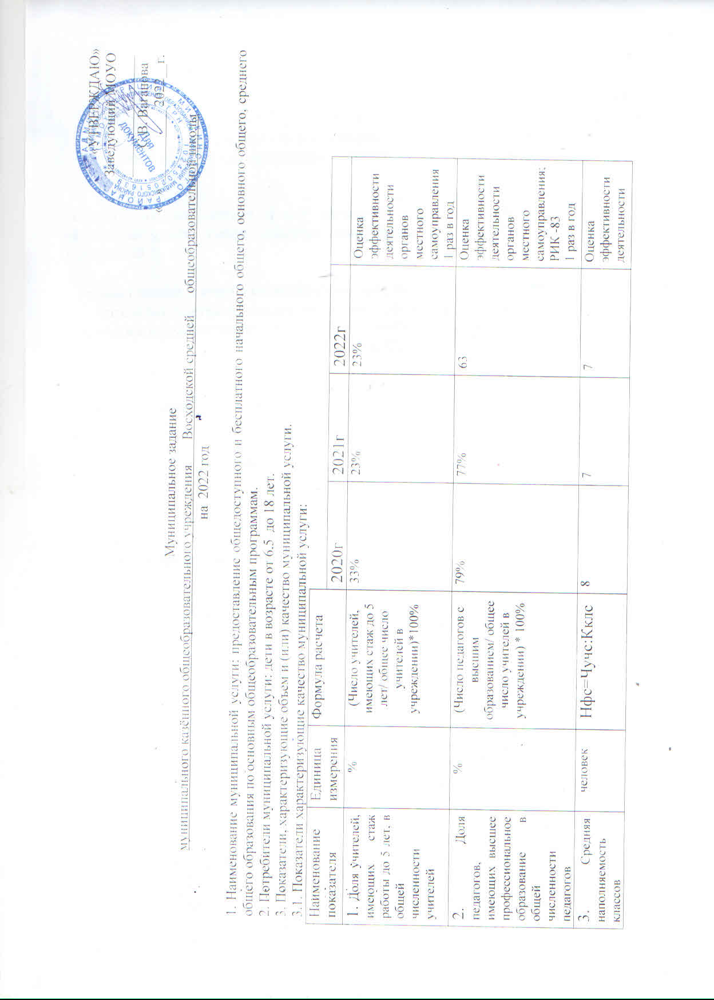 «УТВЕРЖДАЮ»
Заведующий МОУО
С.В. Ваганова
2022 г.
Муниципальное задание
муниципального казённого общеобразовательного учреждения Восходской средней общеобразовательной школы
на 2022 год
1. Наименование муниципальной услуги: предоставление общедоступного и бесплатного начального общего, основного общего, среднего
общего образования по основным общеобразовательным программам.
2. Потребители муниципальной услуги: дети в возрасте от 6.5 до 18 лет.
3. Показатели, характеризующие объем и (или) качество муниципальной услуги.
3.1. Показатели характеризующие качество муниципальной услуги:
Наименование
показателя
Единица
измерения
Формула расчета
2020г
2021г
2022г
1. Доля учителей,
имеющих стаж
работы до 5 лет, в
общей
численности
учителей
%
(Число учителей,
имеющих стаж до 5
лет/ общее число
учителей в
учреждении)*100%
33%
23%
23%
Оценка
эффективности
деятельности
органов
местного
самоуправления
1 раз в год
2. Доля
педагогов,
имеющих высшее
профессиональное
образование в
общей
численности
педагогов
%
(Число педагогов с
высшим
образованием/ общее
число учителей в
учреждении) * 100%
79%
77%
63
Оценка
эффективности
деятельности
органов
местного
самоуправления;
РИК -83
1 раз в год
3. Средняя
наполняемость
классов
человек
Нфс=Чучс:Ккл​с
8
7
7
Оценка
эффективности
деятельности
Для
документов